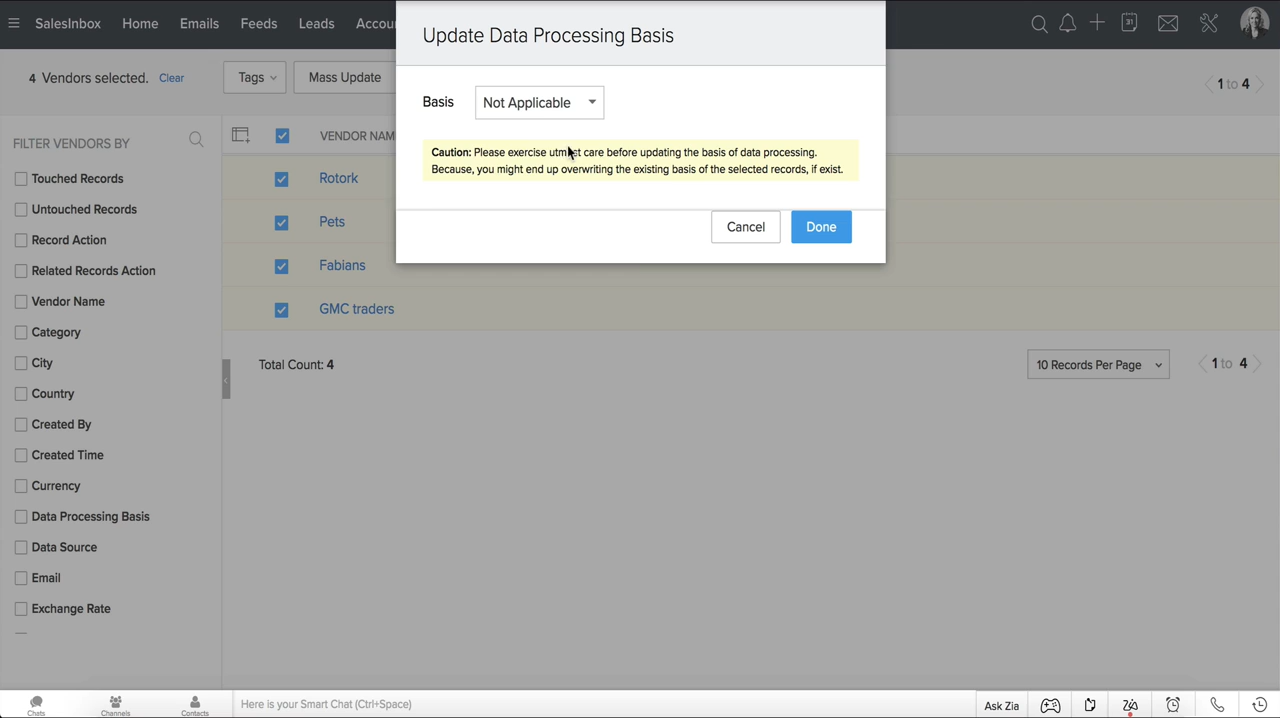 SalesInbox Home Emails Feeds Leads Accou
Update Data Processing Basis
31
4 Vendors selected. Clear
Tags
Mass Update
1 to 4
Basis
Not Applicable
Caution: Please exercise utmost care before updating the basis of data processing.
Because, you might end up overwriting the existing basis of the selected records, if exist.
Cancel
Done
FILTER VENDORS BY
Touched Records
Untouched Records
Record Action
Related Records Action
Vendor Name
Category
City
Country
Created By
Created Time
Currency
Data Processing Basis
Data Source
Email
Exchange Rate
VENDOR NAM
Rotork
Pets
Fabians
GMC traders
Total Count: 4
10 Records Per Page
1 to 4
Chats
Channels
Contacts
Here is your Smart Chat (Ctrl+Space)
Ask Zia